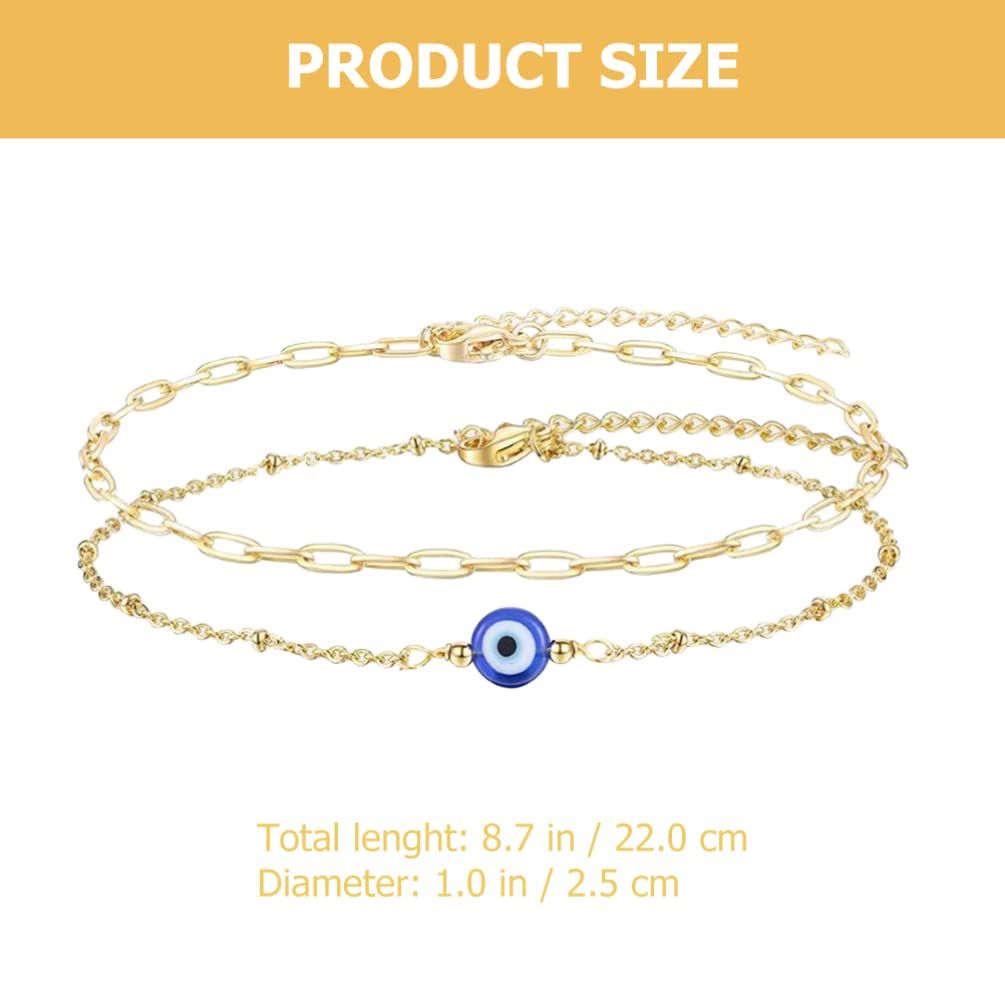 PRODUCT SIZE
Total lenght: 8.7 in / 22.0 cm
Diameter: 1.0 in / 2.5 cm